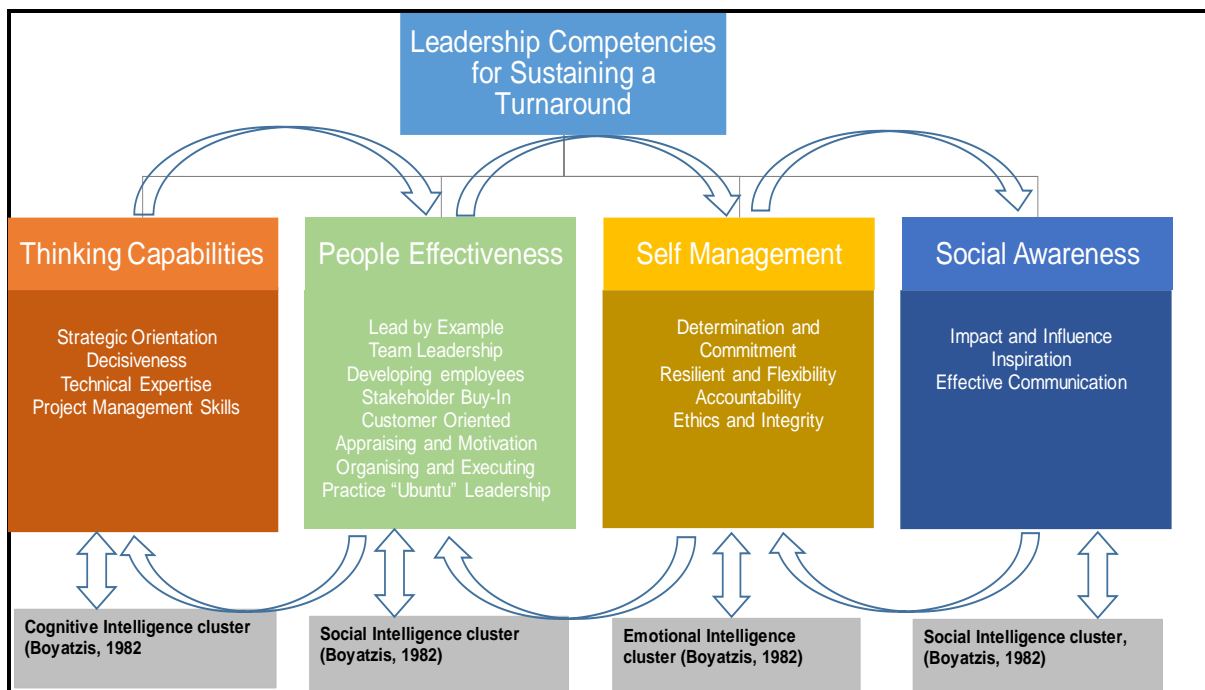 Leadership Competencies
for Sustaining a
Turnaround
Thinking Capabilities
Strategic Orientation
Decisiveness
Technical Expertise
Project Management Skills
People Effectiveness
Lead by Example
Team Leadership
Developing employees
Stakeholder Buy-In
Customer Oriented
Appraising and Motivation
Organising and Executing
Practice “Ubuntu” Leadership
Self Management
Determination and
Commitment
Resilient and Flexibility
Accountability
Ethics and Integrity
Social Awareness
Impact and Influence
Inspiration
Effective Communication
Cognitive Intelligence cluster
(Boyatzis, 1982
Social Intelligence cluster
(Boyatzis, 1982)
Emotional Intelligence
cluster (Boyatzis, 1982)
Social Intelligence cluster,
(Boyatzis, 1982)